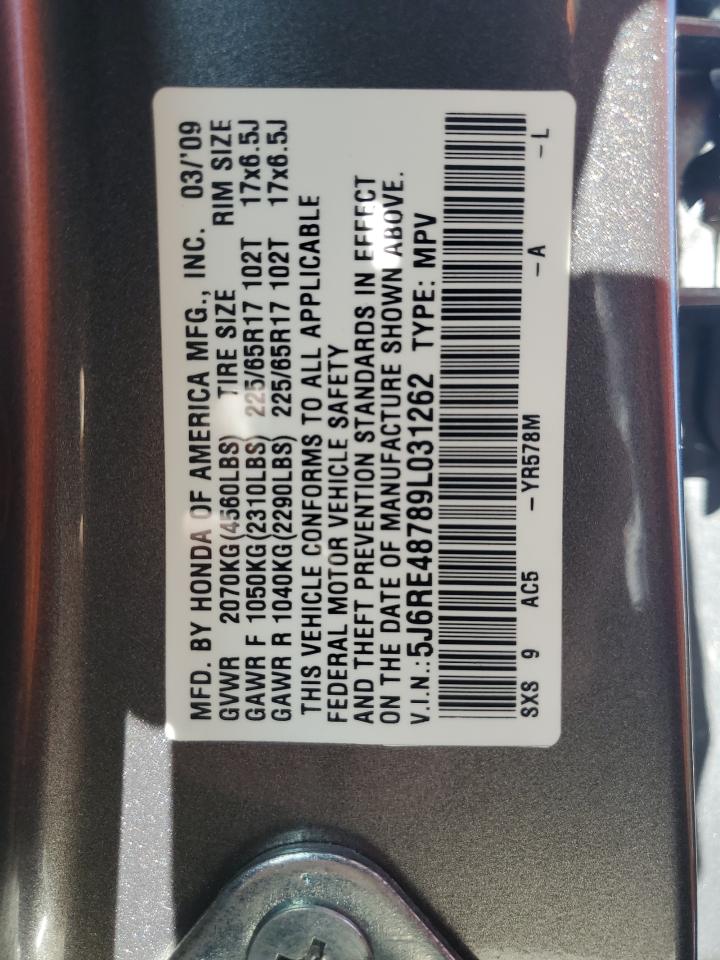 MFD. BY HONDA OF AMERICA MFG., INC. 03/'09
GVWR 2070KG(4560LBS) TIRE SIZE RIM SIZE
GAWR F 1050KG(2310LBS) 225/65R17 102T 17x6.5J
GAWR R 1040KG(2290LBS) 225/65R17 102T 17x6.5J
THIS VEHICLE CONFORMS TO ALL APPLICABLE
FEDERAL MOTOR VEHICLE SAFETY
AND THEFT PREVENTION STANDARDS IN EFFECT
ON THE DATE OF MANUFACTURE SHOWN ABOVE.
V.I.N.:5J6RE48789L031262 TYPE: MPV
SXS 9 AC5 -YR578M -A -L